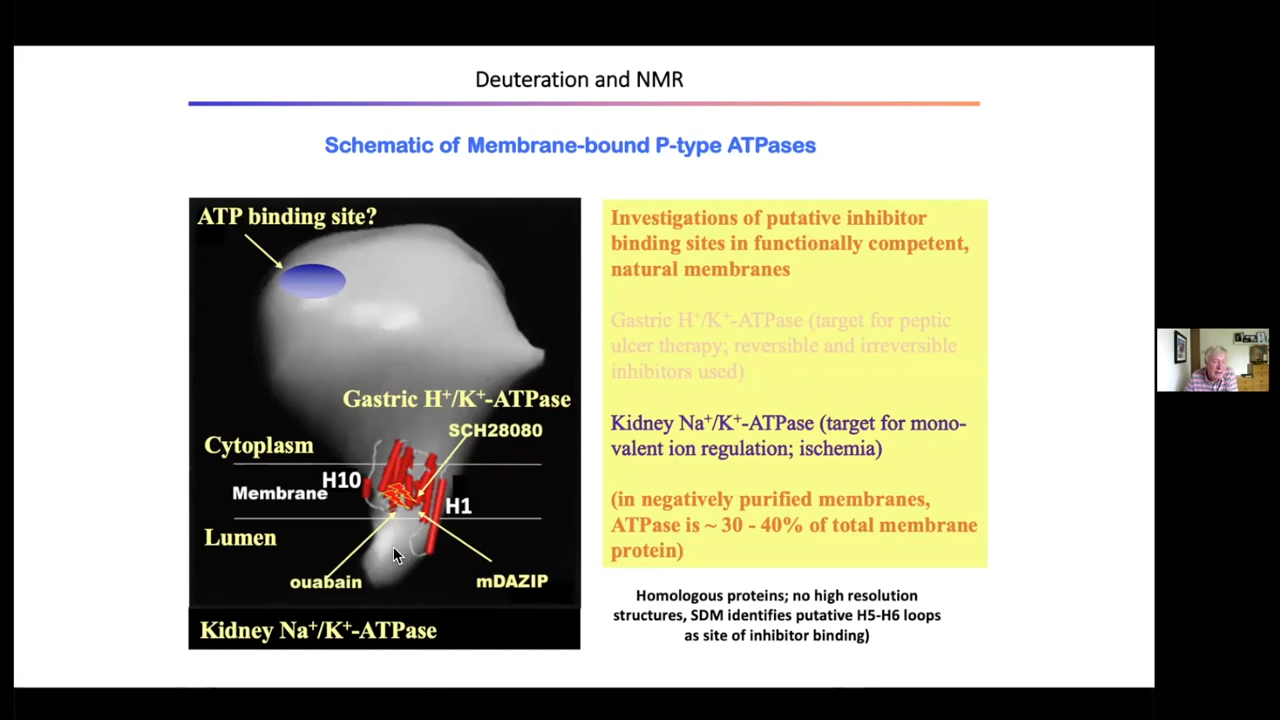 Deuteration and NMR
Schematic of Membrane-bound P-type ATPases
ATP binding site?
Gastric H⁺/K⁺-ATPase
SCH28080
Cytoplasm
H10
Membrane
H1
Lumen
ouabain
mDAZIP
Kidney Na⁺/K⁺-ATPase
Investigations of putative inhibitor
binding sites in functionally competent,
natural membranes
Gastric H⁺/K⁺-ATPase (target for peptic
ulcer therapy; reversible and irreversible
inhibitors used)
Kidney Na⁺/K⁺-ATPase (target for mono-
valent ion regulation; ischemia)
(in negatively purified membranes,
ATPase is ~ 30 - 40% of total membrane
protein)
Homologous proteins; no high resolution
structures, SDM identifies putative H5-H6 loops
as site of inhibitor binding)